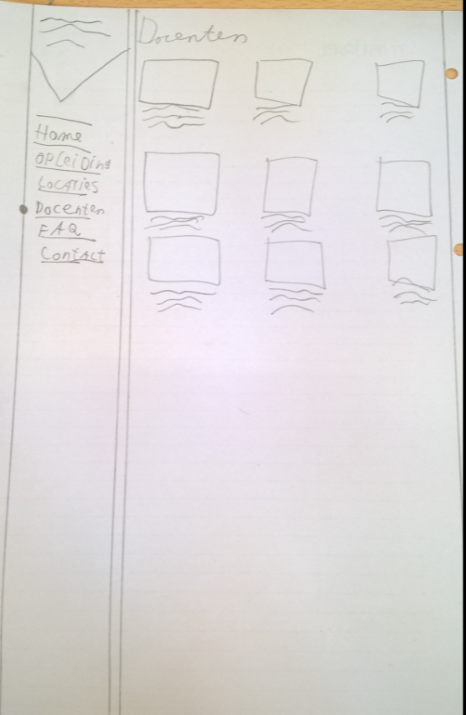 Docenten
Home
OPLEIDING
LOCATIES
Docenten
FAQ
Contact